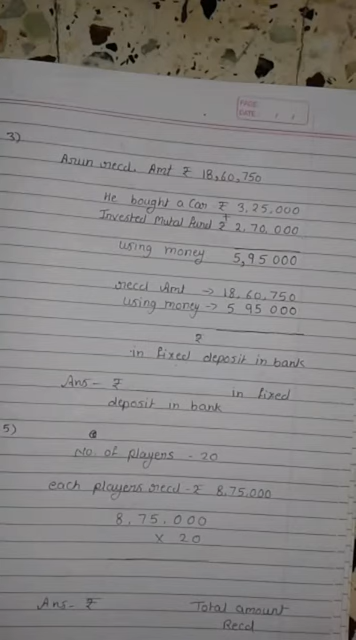 PAGE:
DATE: / /
3)
Arun recd. Amt ₹ 18,60,750
He bought a Car ₹ 3,25,000
+
Invested Mutal Fund ₹ 2,70,000
using money 5,95000
recd Amt → 18,60,750
using money → 5 95 000
₹
in fixed deposit in bank
Ans - ₹ in fixed
deposit in bank
5)
No. of players - 20
each players recd - ₹ 8,75,000
8,75,000
x 20
Ans - ₹ Total amount
Recd